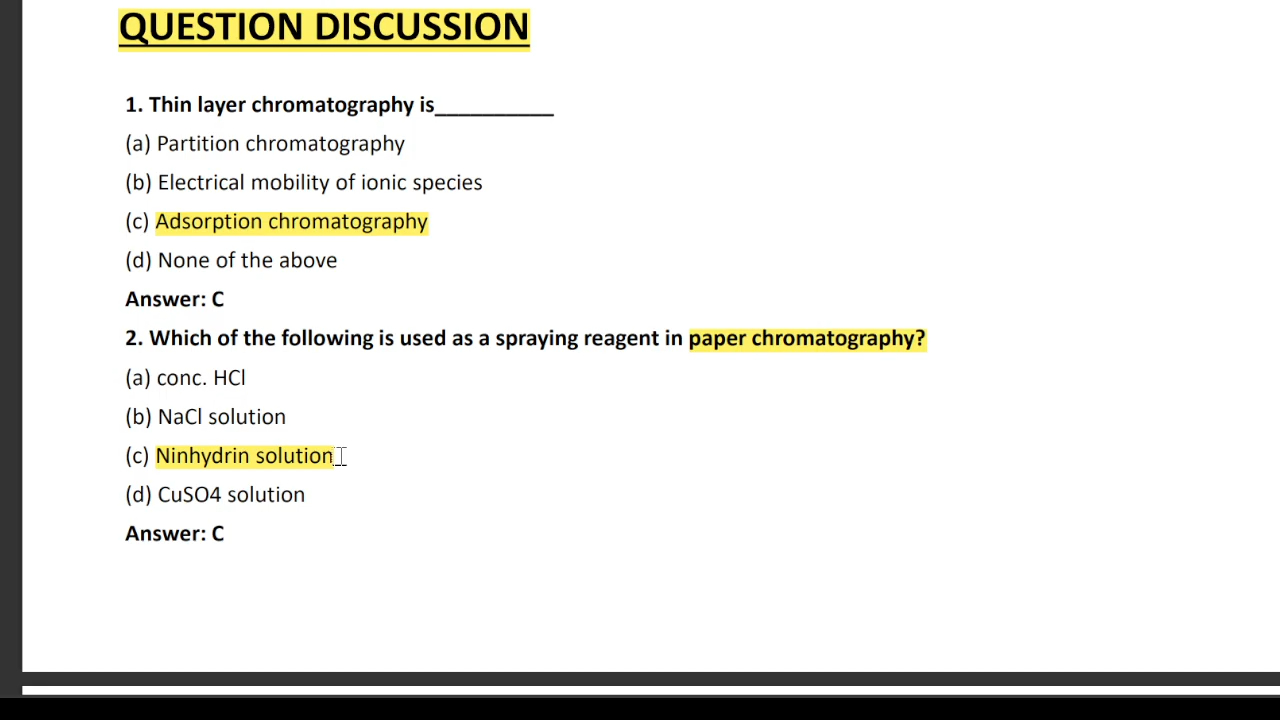 QUESTION DISCUSSION
1. Thin layer chromatography is__________
(a) Partition chromatography
(b) Electrical mobility of ionic species
(c) Adsorption chromatography
(d) None of the above
Answer: C
2. Which of the following is used as a spraying reagent in paper chromatography?
(a) conc. HCl
(b) NaCl solution
(c) Ninhydrin solution
(d) CuSO4 solution
Answer: C